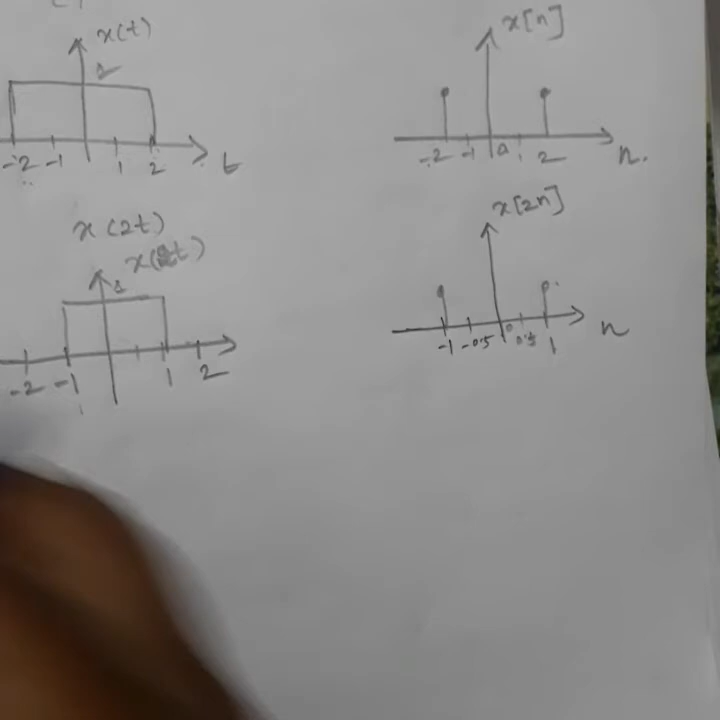 x(t)
-2 -1 1 2 t
x[n]
-2 -1 0 1 2 n.
x(2t)
-2 -1 1 2
x[2n]
-1 -0.5 0 0.5 1 n